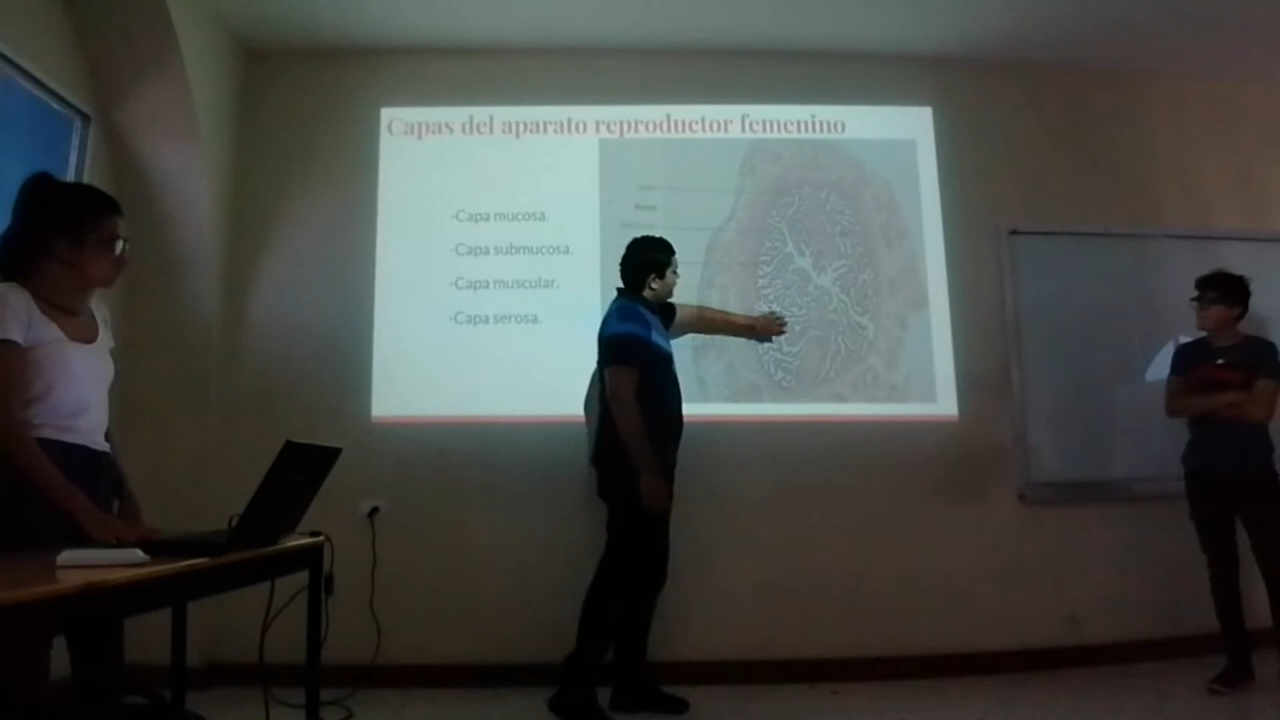 Capas del aparato reproductor femenino
-Capa mucosa.
-Capa submucosa.
-Capa muscular.
-Capa serosa.